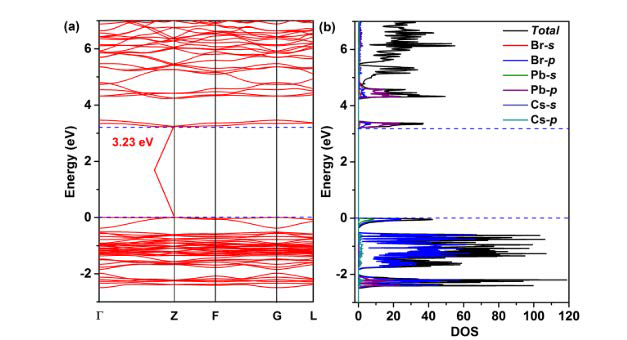 (a)
Energy (eV)
6
4
2
0
-2
3.23 eV
Γ Z F G L
(b)
Energy (eV)
6
4
2
0
-2
Total
Br-s
Br-p
Pb-s
Pb-p
Cs-s
Cs-p
0 20 40 60 80 100 120
DOS